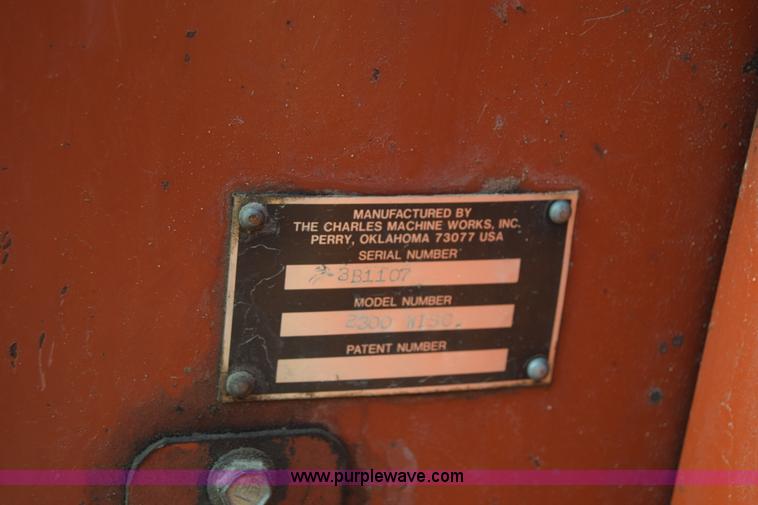 MANUFACTURED BY
THE CHARLES MACHINE WORKS, INC.
PERRY, OKLAHOMA 73077 USA
SERIAL NUMBER
3B1107
MODEL NUMBER
WISC.
PATENT NUMBER
www.purplewave.com